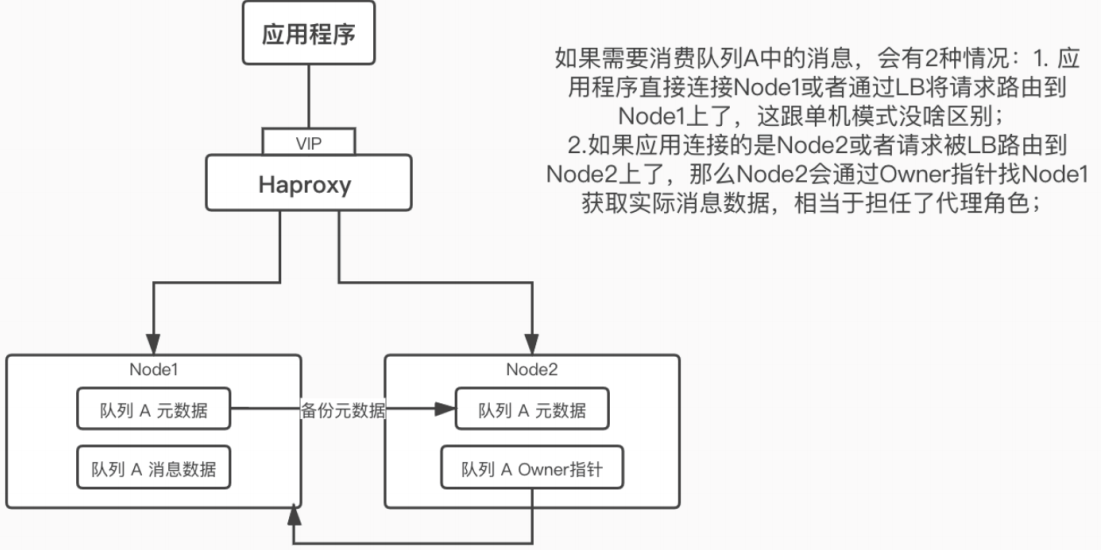 应用程序
如果需要消费队列A中的消息，会有2种情况：1. 应
用程序直接连接Node1或者通过LB将请求路由到
Node1上了，这跟单机模式没啥区别；
2.如果应用连接的是Node2或者请求被LB路由到
Node2上了，那么Node2会通过Owner指针找Node1
获取实际消息数据，相当于担任了代理角色；
VIP
Haproxy
Node1
队列 A 元数据
队列 A 消息数据
备份元数据
Node2
队列 A 元数据
队列 A Owner指针